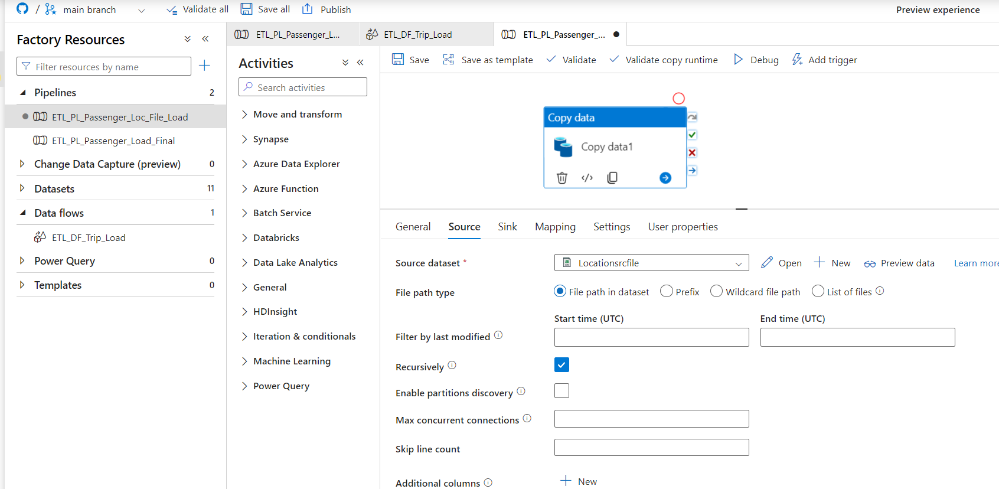 / main branch
Validate all
Save all
Publish
Preview experience
Factory Resources
Filter resources by name
Pipelines 2
ETL_PL_Passenger_Loc_File_Load
ETL_PL_Passenger_Load_Final
Change Data Capture (preview) 0
Datasets 11
Data flows 1
ETL_DF_Trip_Load
Power Query 0
Templates 0
ETL_PL_Passenger_L...
ETL_DF_Trip_Load
ETL_PL_Passenger_...
Activities
Search activities
Move and transform
Synapse
Azure Data Explorer
Azure Function
Batch Service
Databricks
Data Lake Analytics
General
HDInsight
Iteration & conditionals
Machine Learning
Power Query
Save
Save as template
Validate
Validate copy runtime
Debug
Add trigger
Copy data
Copy data1
General
Source
Sink
Mapping
Settings
User properties
Source dataset *
Locationsrcfile
Open
New
Preview data
Learn more
File path type
File path in dataset
Prefix
Wildcard file path
List of files
Start time (UTC)
End time (UTC)
Filter by last modified
Recursively
Enable partitions discovery
Max concurrent connections
Skip line count
Additional columns
New